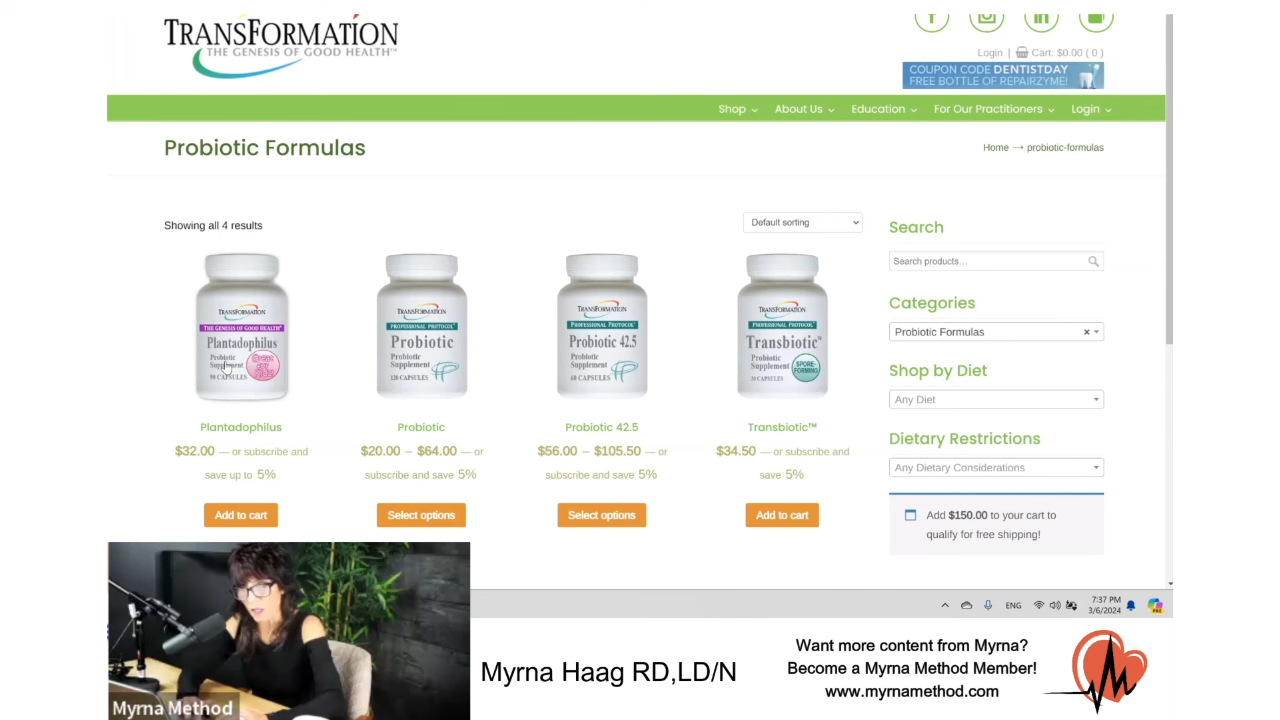 TRANSFORMATION
THE GENESIS OF GOOD HEALTH™
Login | Cart: $0.00 ( 0 )
COUPON CODE DENTISTDAY
FREE BOTTLE OF REPAIRZYME!
Shop About Us Education For Our Practitioners Login
Probiotic Formulas
Home → probiotic-formulas
Showing all 4 results
Default sorting
TRANSFORMATION
THE GENESIS OF GOOD HEALTH
Plantadophilus
Probiotic
Supplement
90 CAPSULES
Great for Kids!
TRANSFORMATION
PROFESSIONAL PROTOCOL
Probiotic
Probiotic
Supplement
120 CAPSULES
TRANSFORMATION
PROFESSIONAL PROTOCOL
Probiotic 42.5
Probiotic
Supplement
60 CAPSULES
TRANSFORMATION
PROFESSIONAL PROTOCOL
Transbiotic™
Probiotic
Supplement
30 CAPSULES
SPORE-
FORMING
Plantadophilus
$32.00 — or subscribe and
save up to 5%
Add to cart
Probiotic
$20.00 – $64.00 — or
subscribe and save 5%
Select options
Probiotic 42.5
$56.00 – $105.50 — or
subscribe and save 5%
Select options
Transbiotic™
$34.50 — or subscribe and
save 5%
Add to cart
Search
Search products…
Categories
Probiotic Formulas ×
Shop by Diet
Any Diet
Dietary Restrictions
Any Dietary Considerations
Add $150.00 to your cart to
qualify for free shipping!
ENG
7:37 PM
3/6/2024
PRE
Myrna Method
Myrna Haag RD,LD/N
Want more content from Myrna?
Become a Myrna Method Member!
www.myrnamethod.com